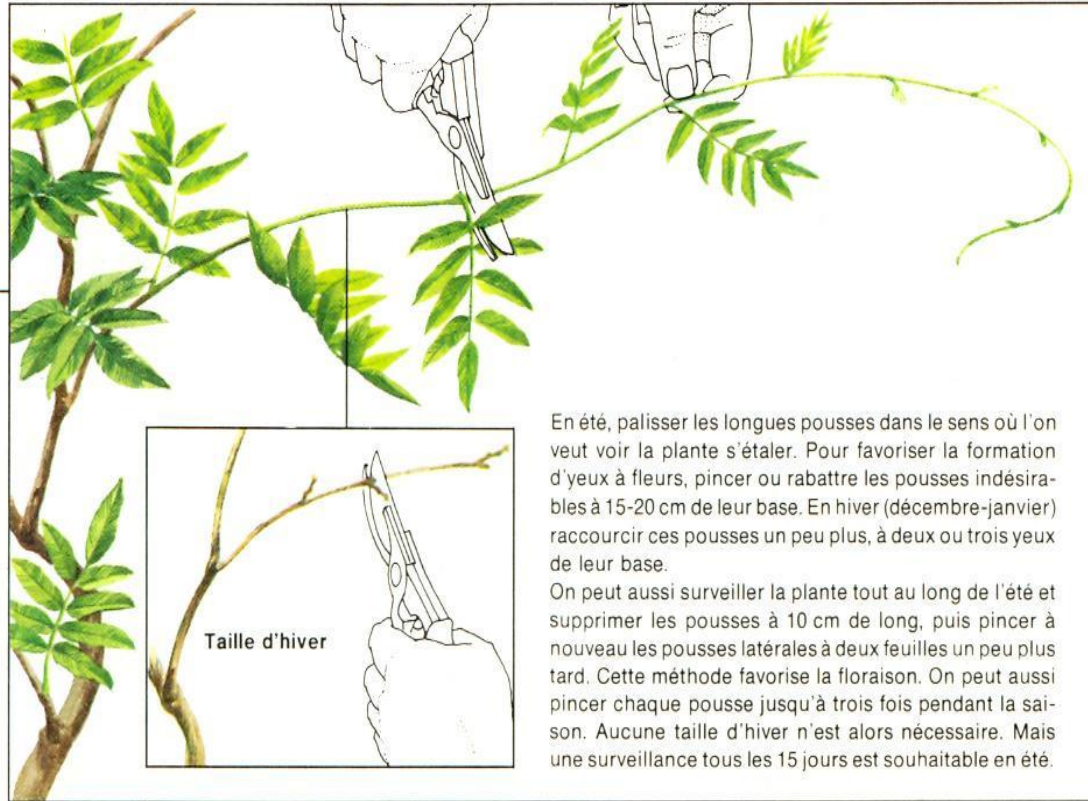 En été, palisser les longues pousses dans le sens où l'on
veut voir la plante s'étaler. Pour favoriser la formation
d'yeux à fleurs, pincer ou rabattre les pousses indésira-
bles à 15-20 cm de leur base. En hiver (décembre-janvier)
raccourcir ces pousses un peu plus, à deux ou trois yeux
de leur base.
On peut aussi surveiller la plante tout au long de l'été et
supprimer les pousses à 10 cm de long, puis pincer à
nouveau les pousses latérales à deux feuilles un peu plus
tard. Cette méthode favorise la floraison. On peut aussi
pincer chaque pousse jusqu'à trois fois pendant la sai-
son. Aucune taille d'hiver n'est alors nécessaire. Mais
une surveillance tous les 15 jours est souhaitable en été.
Taille d'hiver